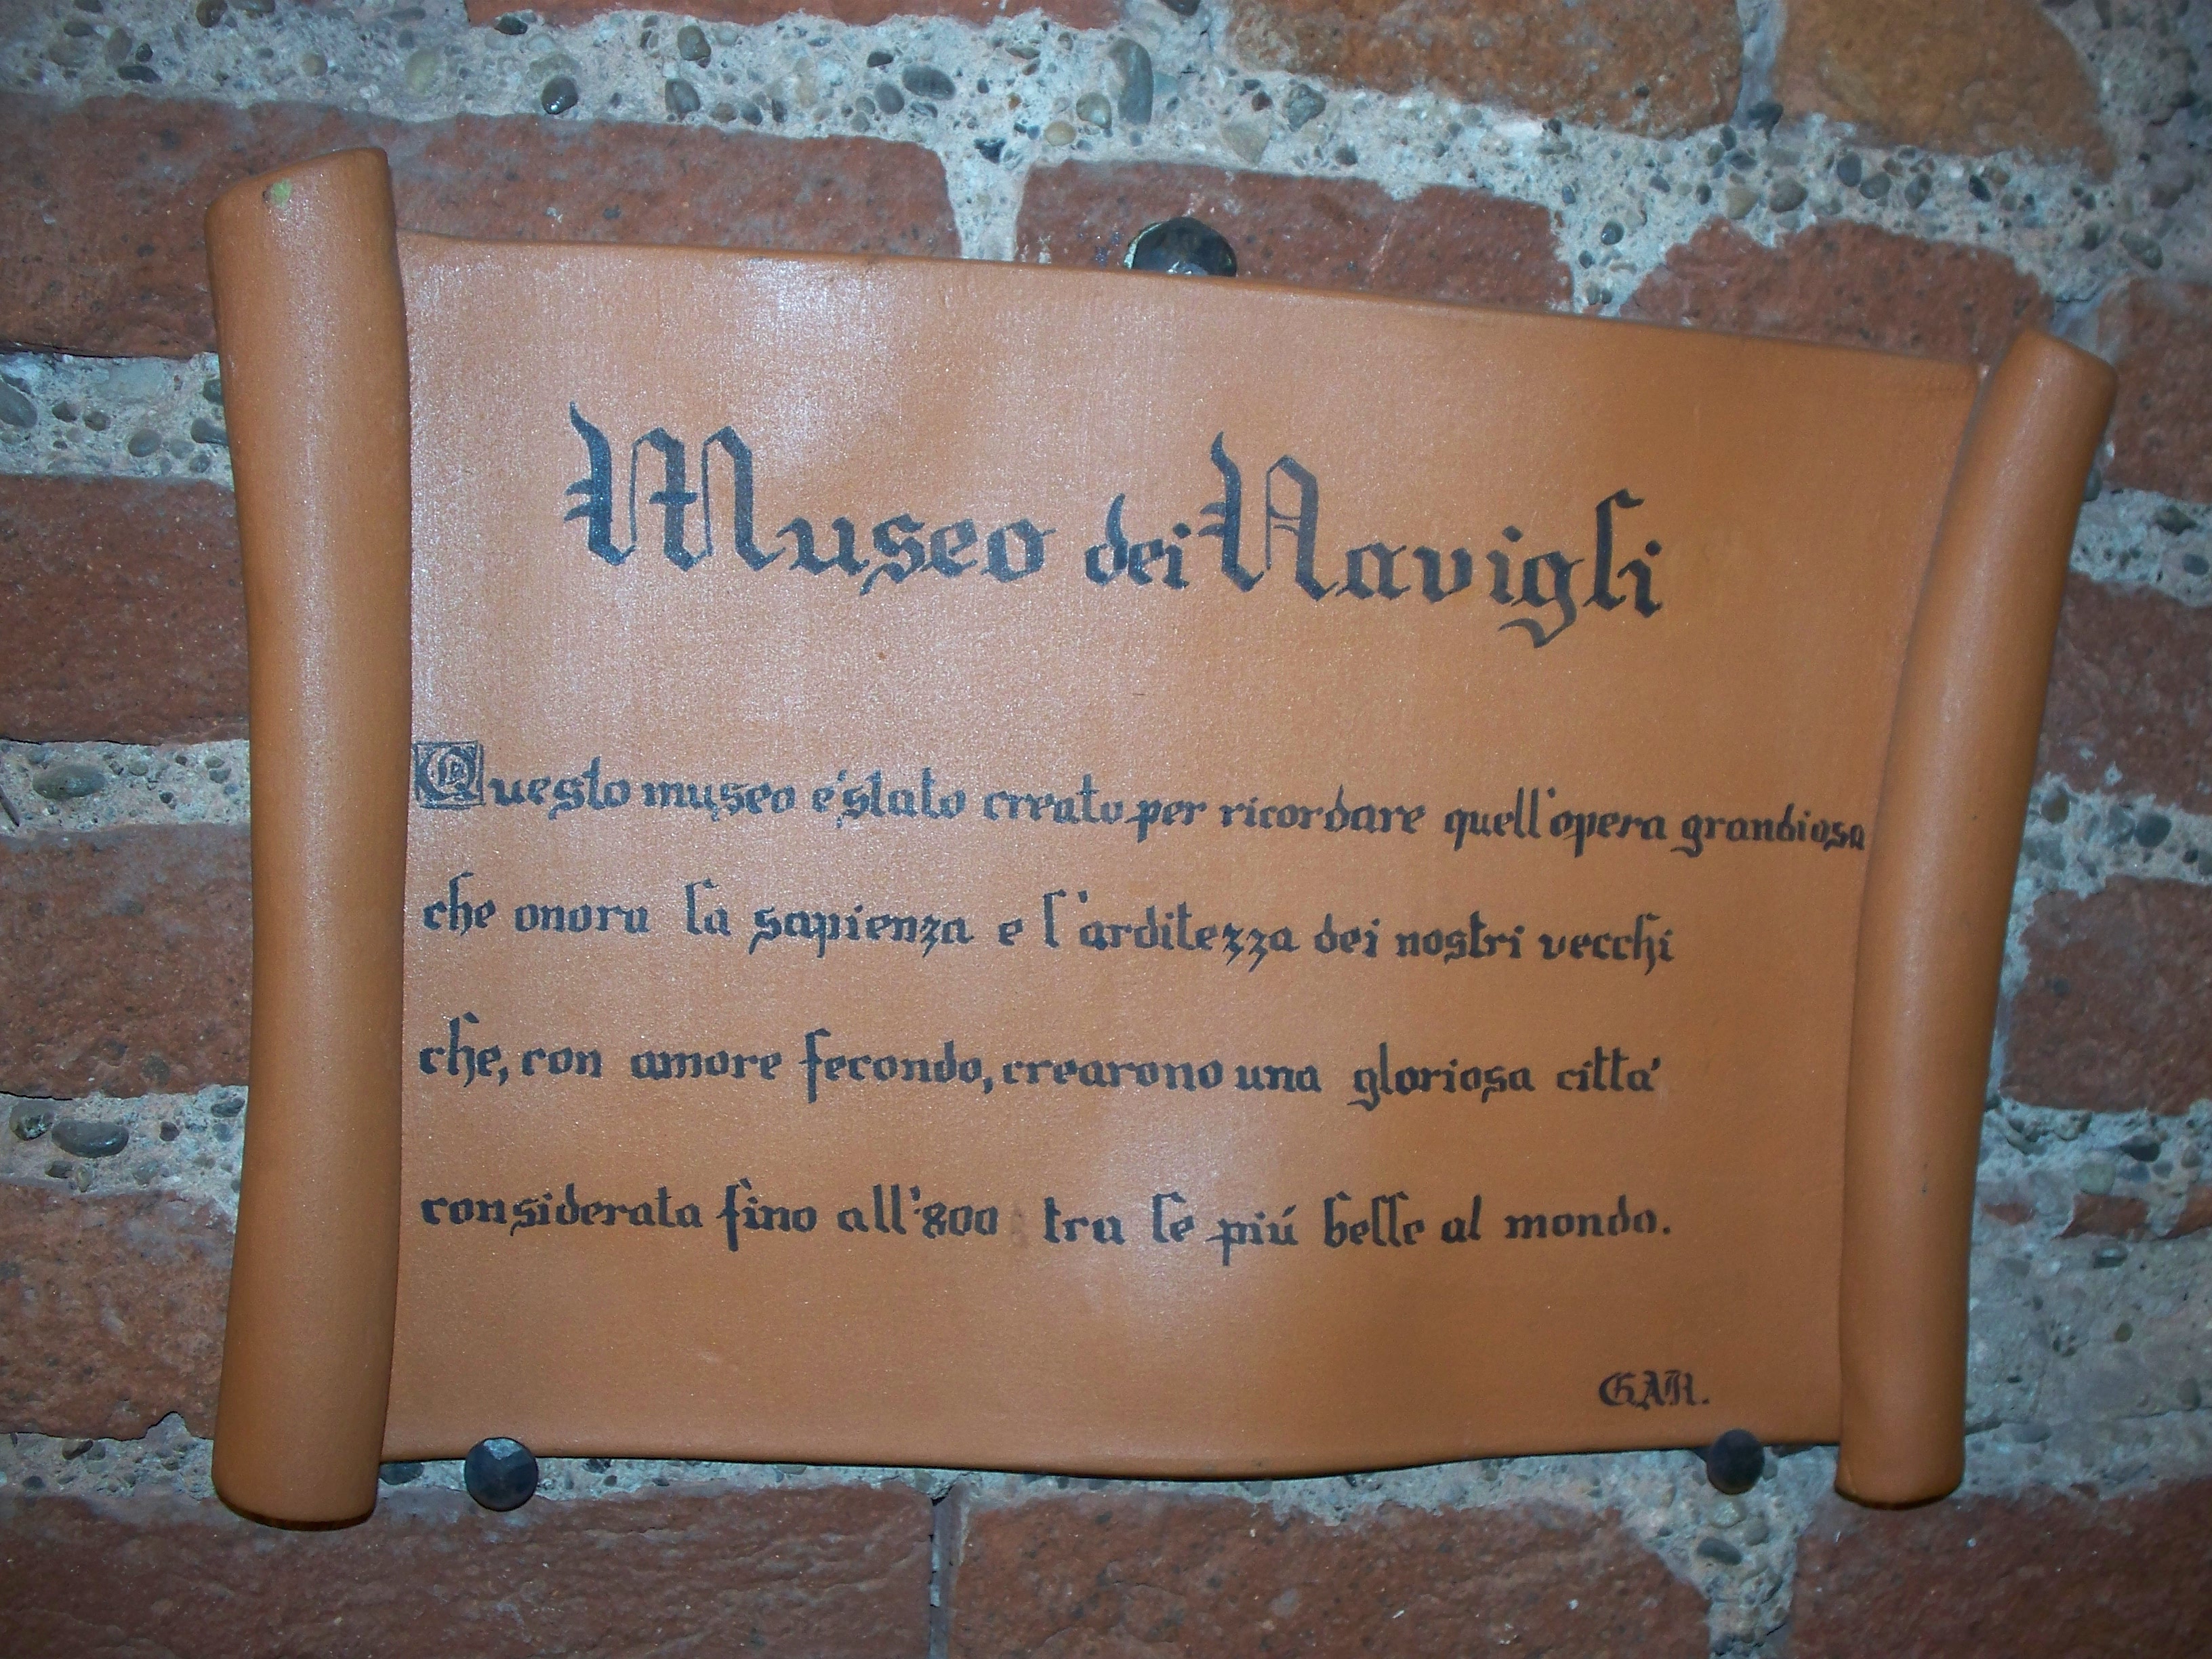 Museo dei Navigli
Questo museo é stato creato per ricordare quell'opera grandiosa
che onora la sapienza e l'arditezza dei nostri vecchi
che, con amore fecondo, crearono una gloriosa citta'
considerata fino all'800 tra le piú belle al mondo.
GAR.